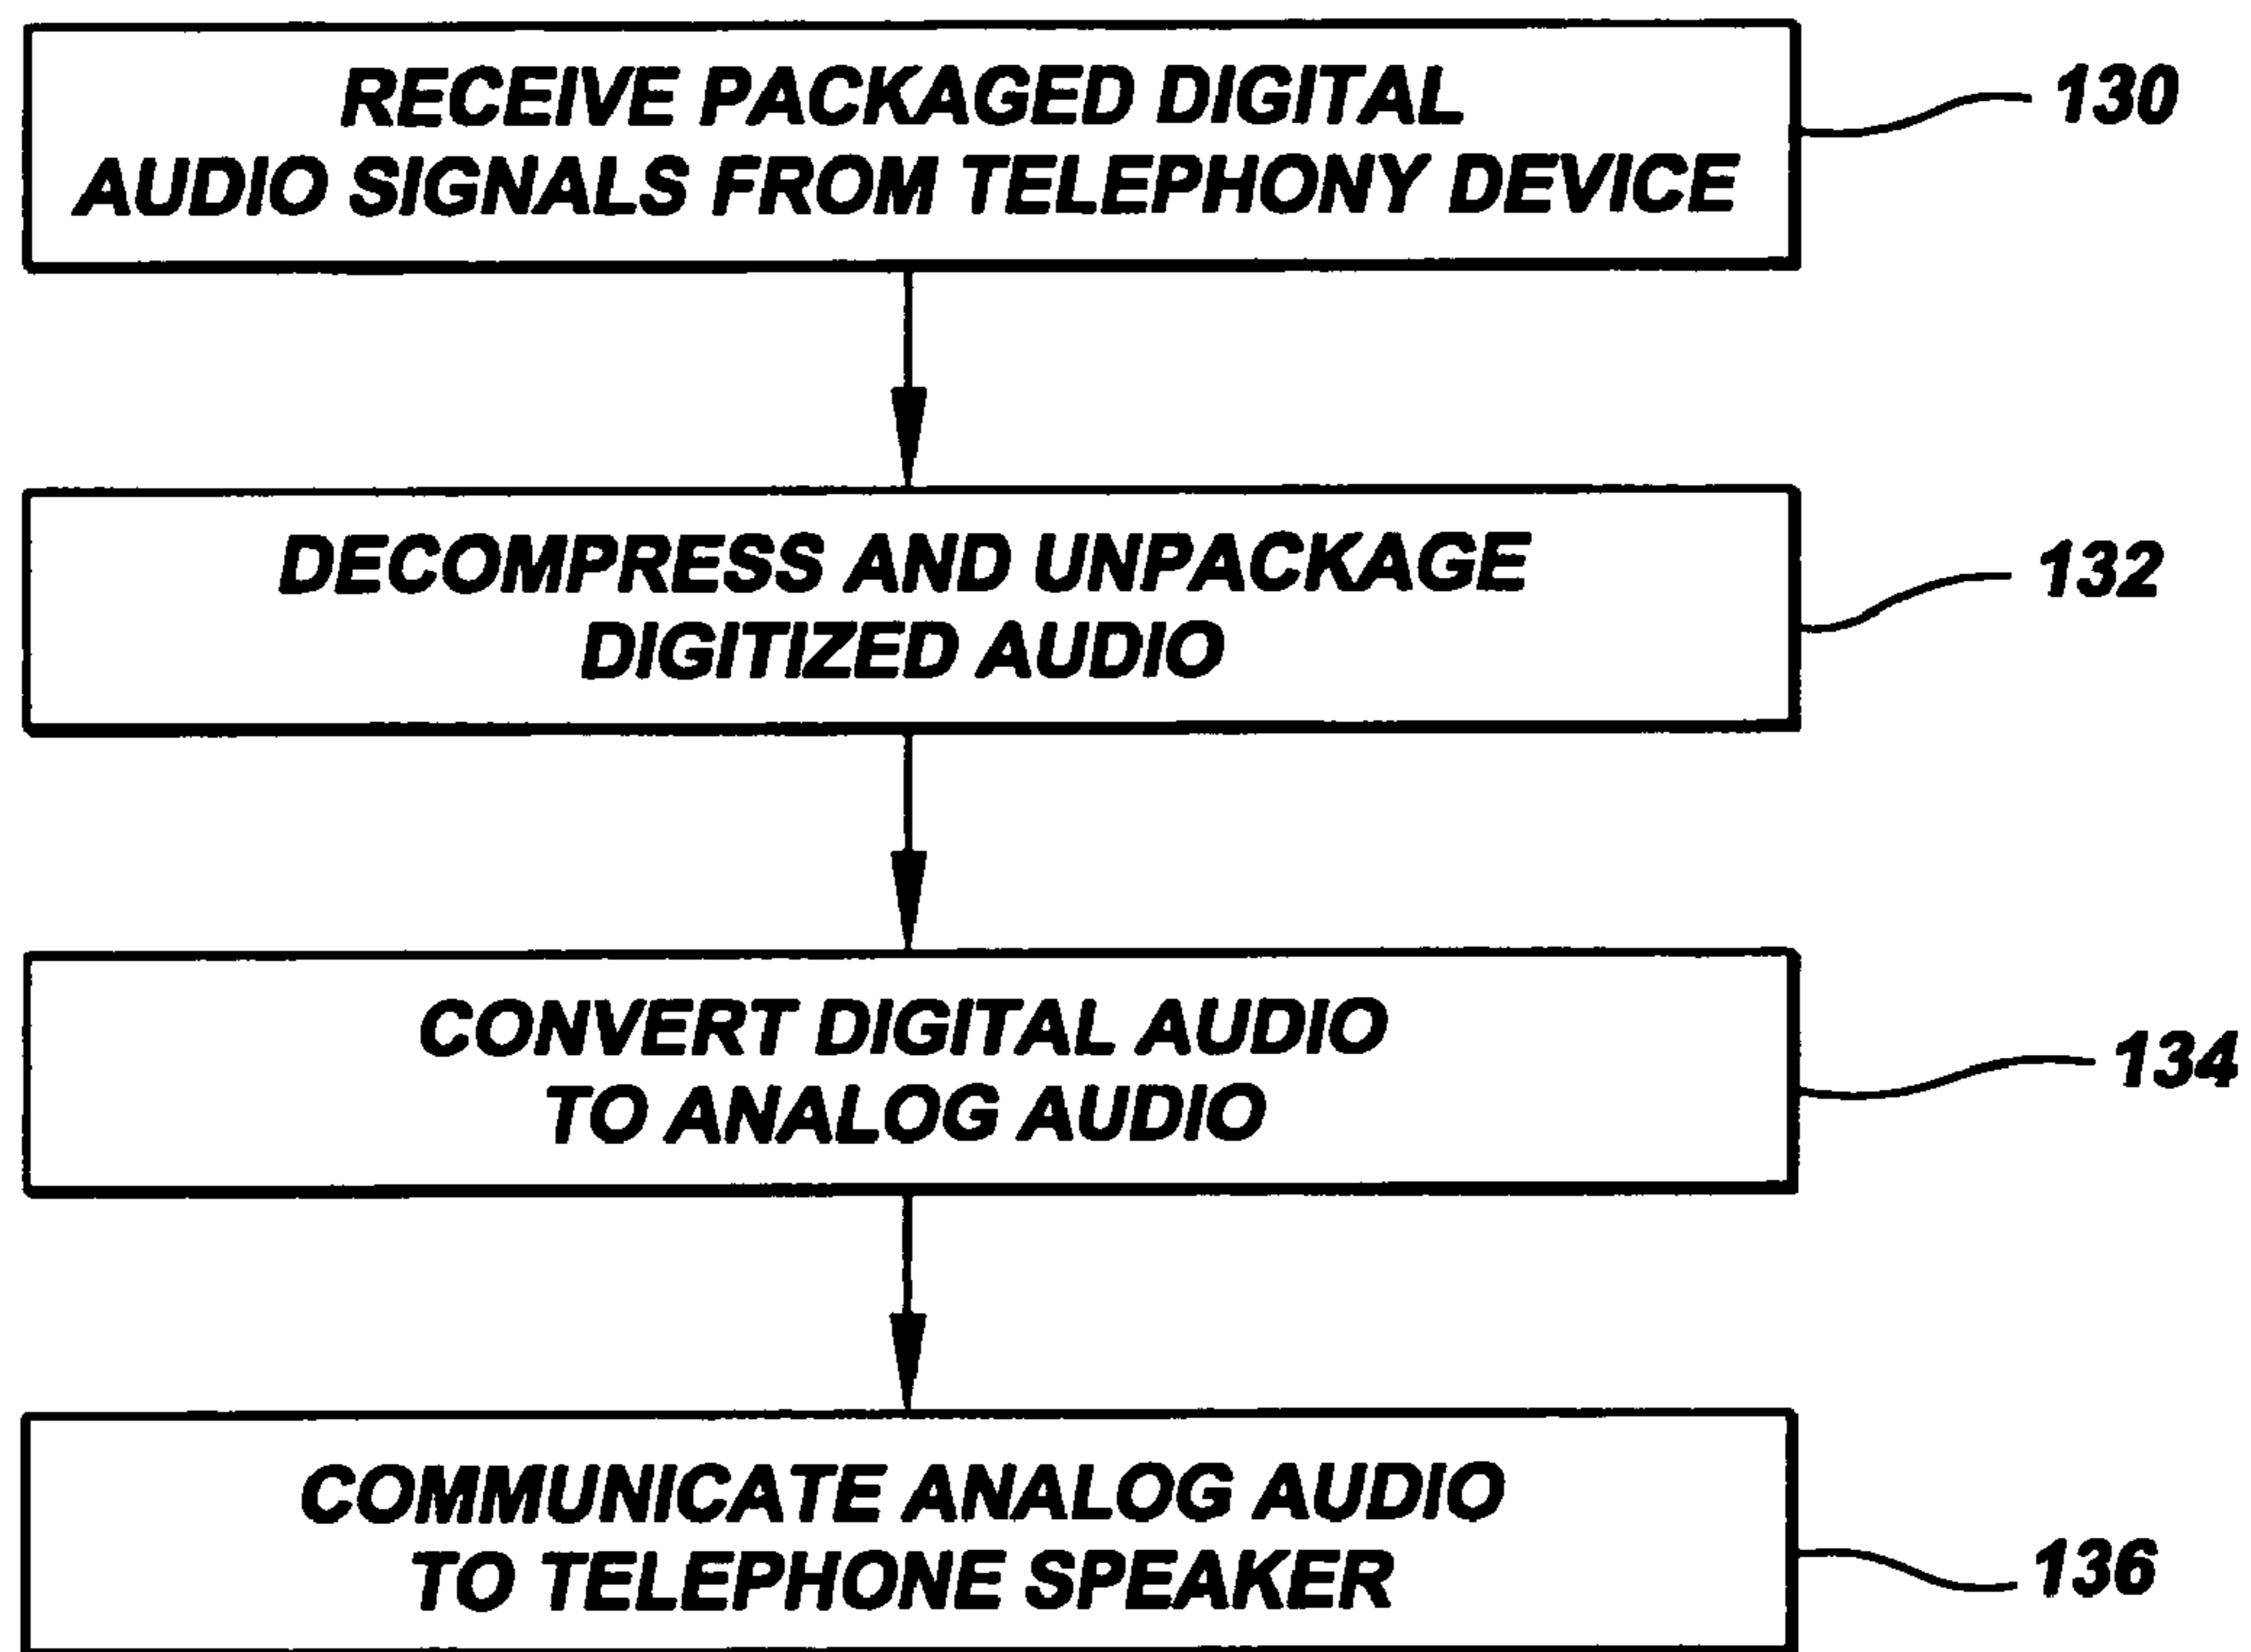 RECEIVE PACKAGED DIGITAL
AUDIO SIGNALS FROM TELEPHONY DEVICE
130
DECOMPRESS AND UNPACKAGE
DIGITIZED AUDIO
132
CONVERT DIGITAL AUDIO
TO ANALOG AUDIO
134
COMMUNICATE ANALOG AUDIO
TO TELEPHONE SPEAKER
136